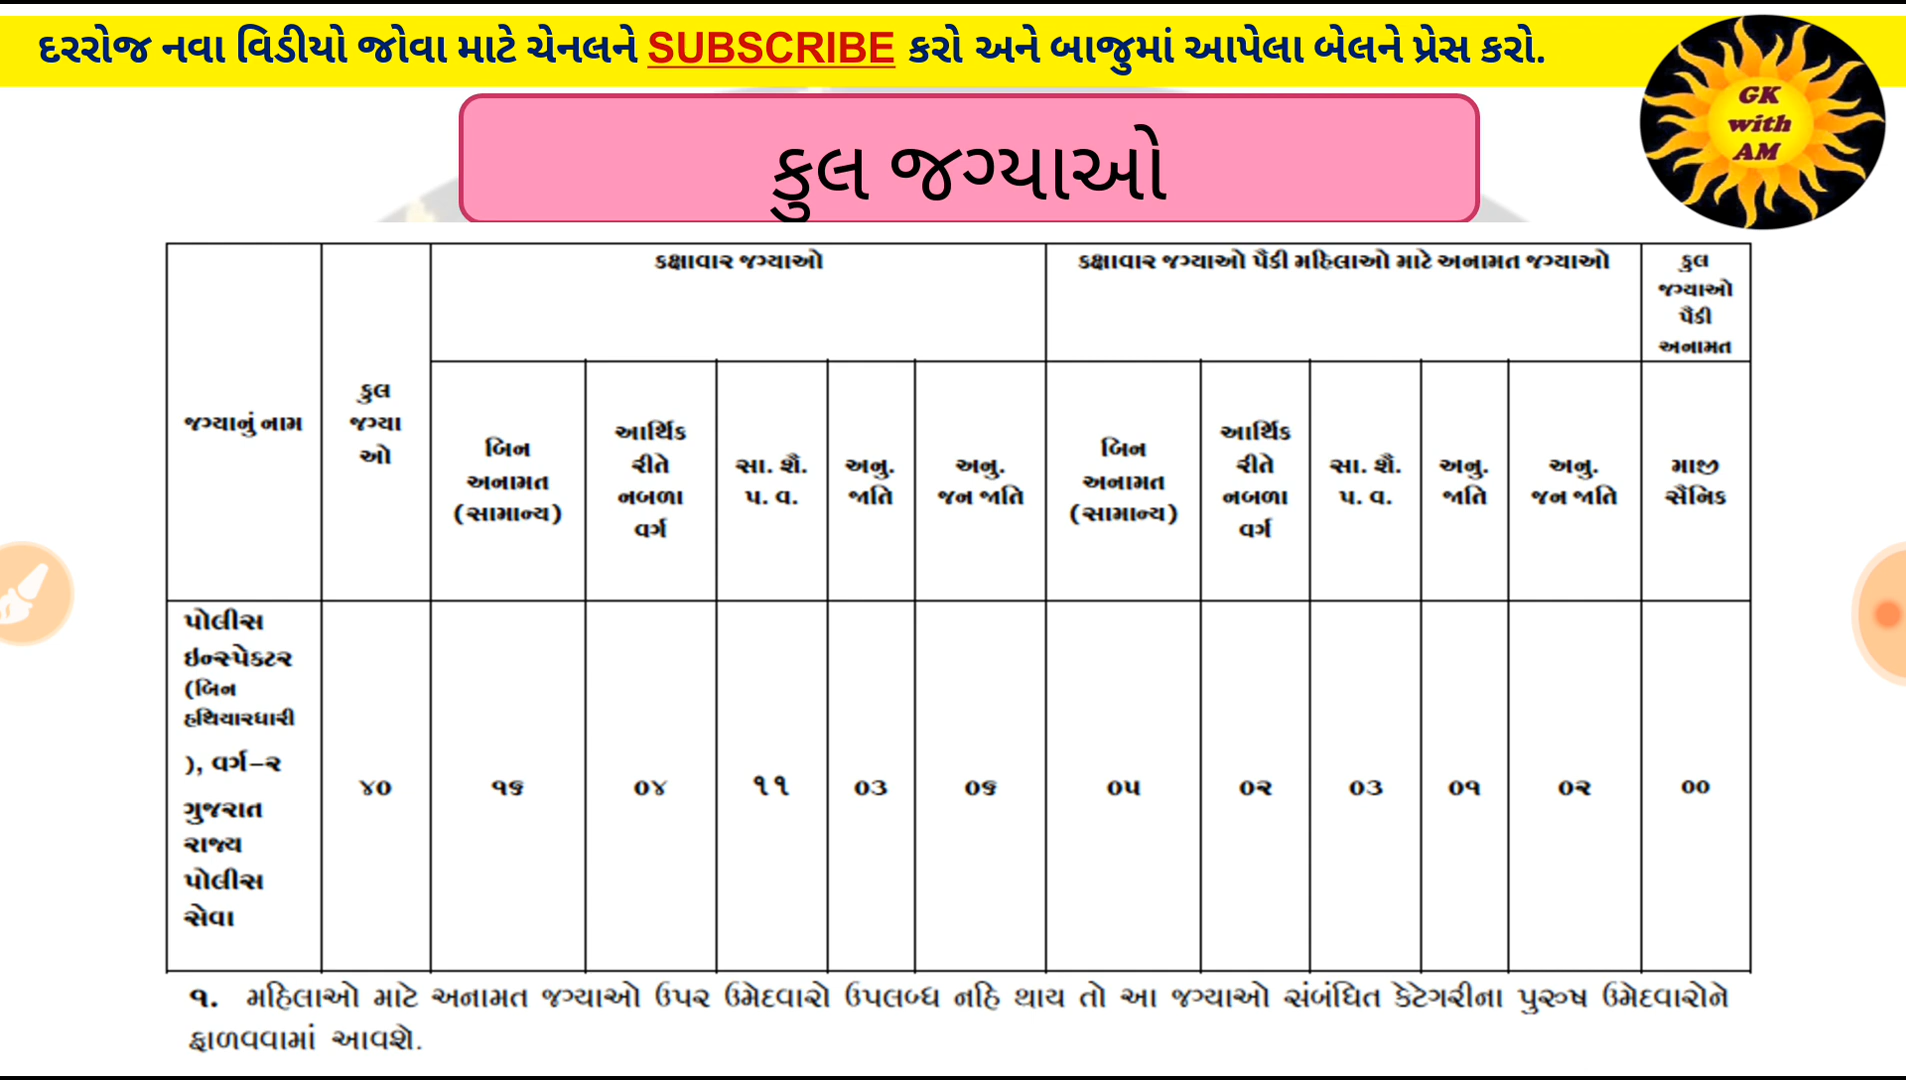 દરરોજ નવા વિડીયો જોવા માટે ચેનલને SUBSCRIBE કરો અને બાજુમાં આપેલા બેલને પ્રેસ કરો.
GK
with
AM
કુલ જગ્યાઓ
જગ્યાનું નામ
કુલ
જગ્યા
ઓ
કક્ષાવાર જગ્યાઓ
કક્ષાવાર જગ્યાઓ પૈકી મહિલાઓ માટે અનામત જગ્યાઓ
કુલ
જગ્યાઓ
પૈકી
અનામત
બિન
અનામત
(સામાન્ય)
આર્થિક
રીતે
નબળા
વર્ગ
સા. શૈ.
પ. વ.
અનુ.
જાતિ
અનુ.
જન જાતિ
બિન
અનામત
(સામાન્ય)
આર્થિક
રીતે
નબળા
વર્ગ
સા. શૈ.
પ. વ.
અનુ.
જાતિ
અનુ.
જન જાતિ
માજી
સૈનિક
પોલીસ
ઇન્સ્પેકટર
(બિન
હથિયારધારી
), વર્ગ-૨
ગુજરાત
રાજ્ય
પોલીસ
સેવા
૪૦
૧૬
૦૪
૧૧
૦૩
૦૬
૦૫
૦૨
૦૩
૦૧
૦૨
૦૦
૧. મહિલાઓ માટે અનામત જગ્યાઓ ઉપર ઉમેદવારો ઉપલબ્ધ નહિ થાય તો આ જગ્યાઓ સંબંધિત કેટેગરીના પુરુષ ઉમેદવારોને
ફાળવવામાં આવશે.